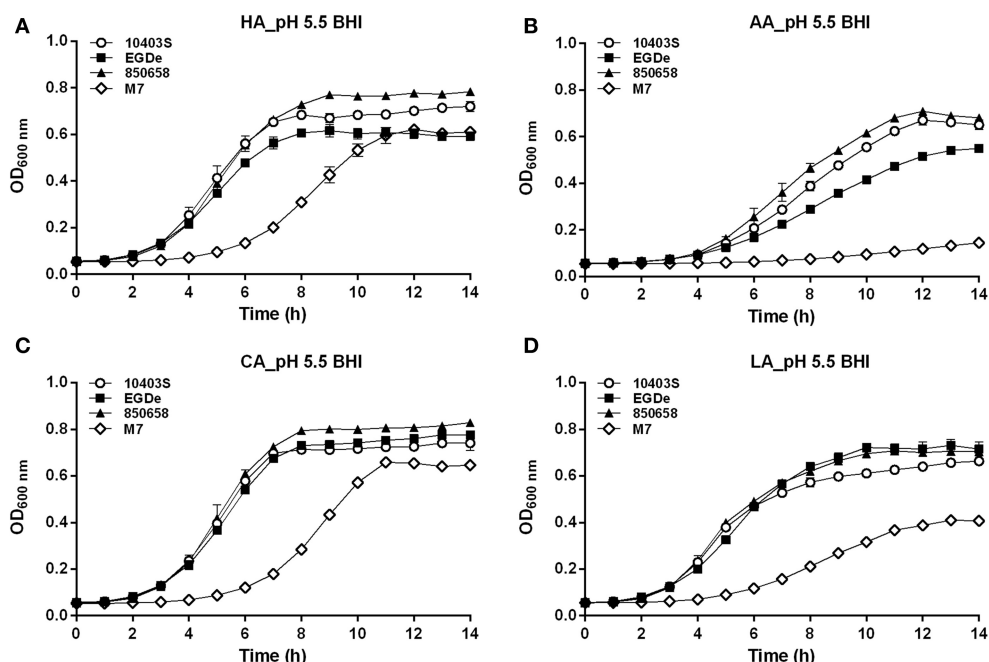 A
HA_pH 5.5 BHI
1.0
0.8
0.6
0.4
0.2
0.0
OD600 nm
10403S
EGDe
850658
M7
0 2 4 6 8 10 12 14
Time (h)
B
AA_pH 5.5 BHI
1.0
0.8
0.6
0.4
0.2
0.0
OD600 nm
10403S
EGDe
850658
M7
0 2 4 6 8 10 12 14
Time (h)
C
CA_pH 5.5 BHI
1.0
0.8
0.6
0.4
0.2
0.0
OD600 nm
10403S
EGDe
850658
M7
0 2 4 6 8 10 12 14
Time (h)
D
LA_pH 5.5 BHI
1.0
0.8
0.6
0.4
0.2
0.0
OD600 nm
10403S
EGDe
850658
M7
0 2 4 6 8 10 12 14
Time (h)